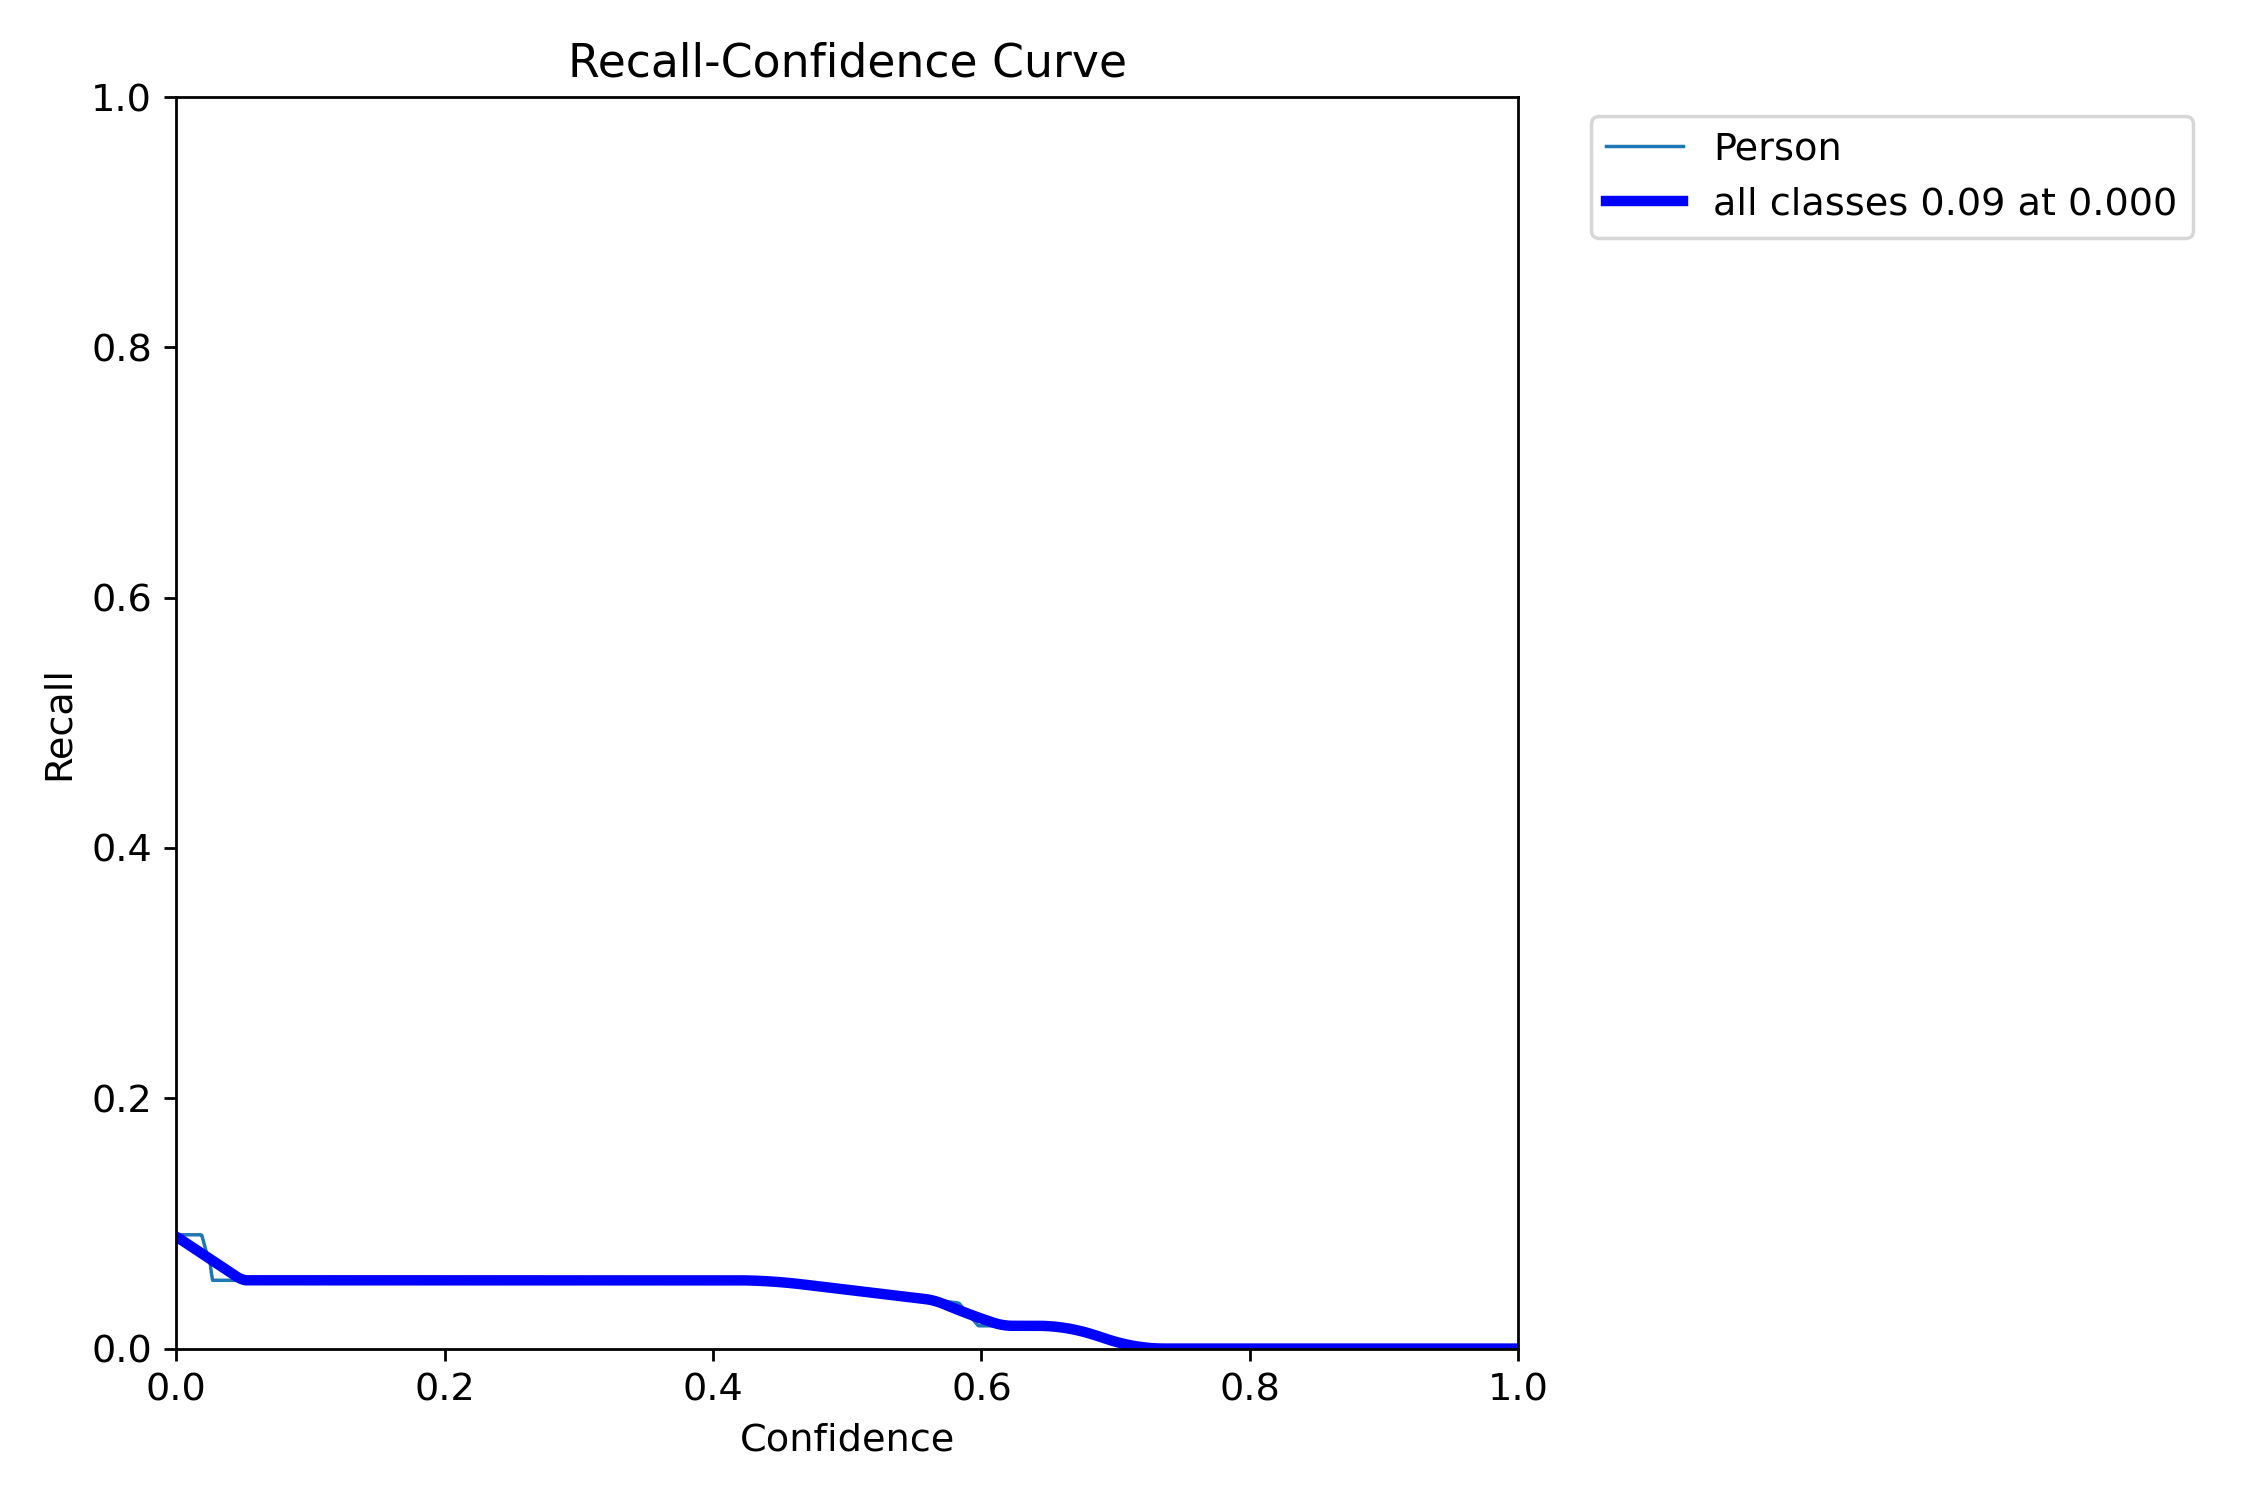 Recall-Confidence Curve
1.0
0.8
0.6
0.4
0.2
0.0
Recall
0.0 0.2 0.4 0.6 0.8 1.0
Confidence
Person
all classes 0.09 at 0.000